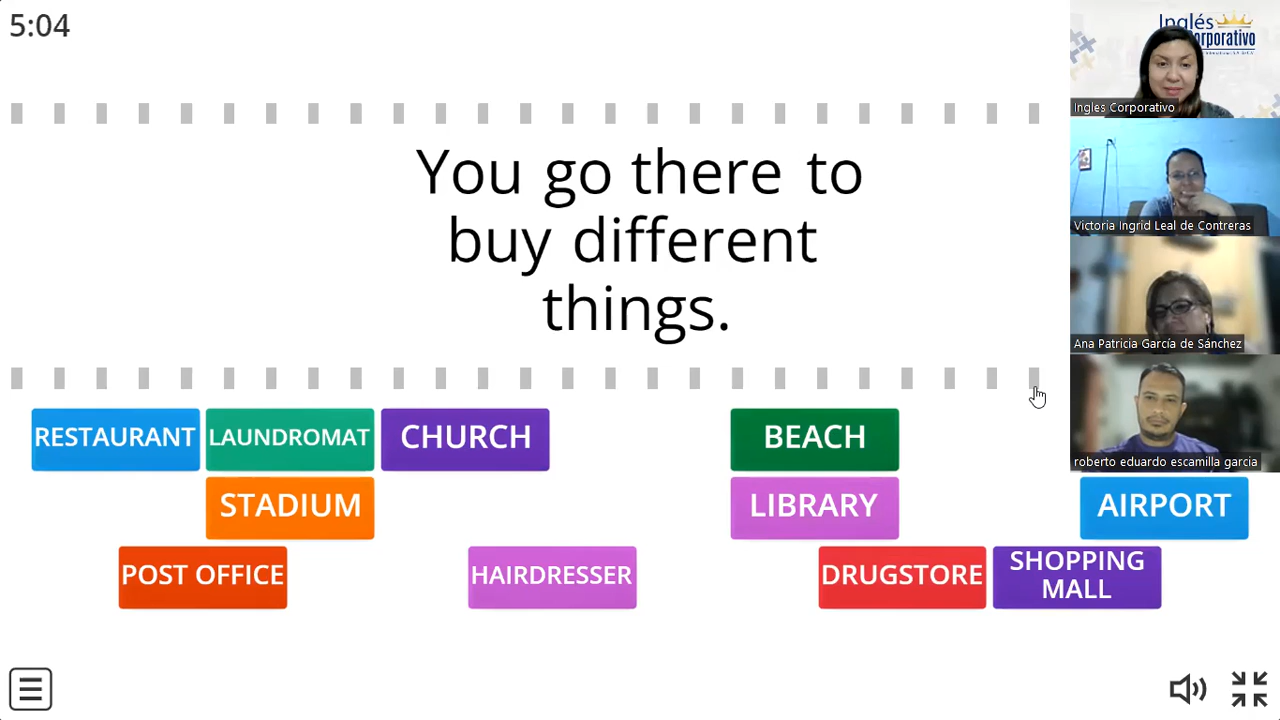 5:04
Inglés
Corporativo
Ingles Corporativo
You go there to
buy different
things.
Victoria Ingrid Leal de Contreras
Ana Patricia García de Sánchez
roberto eduardo escamilla garcia
RESTAURANT
LAUNDROMAT
CHURCH
BEACH
STADIUM
LIBRARY
AIRPORT
POST OFFICE
HAIRDRESSER
DRUGSTORE
SHOPPING
MALL